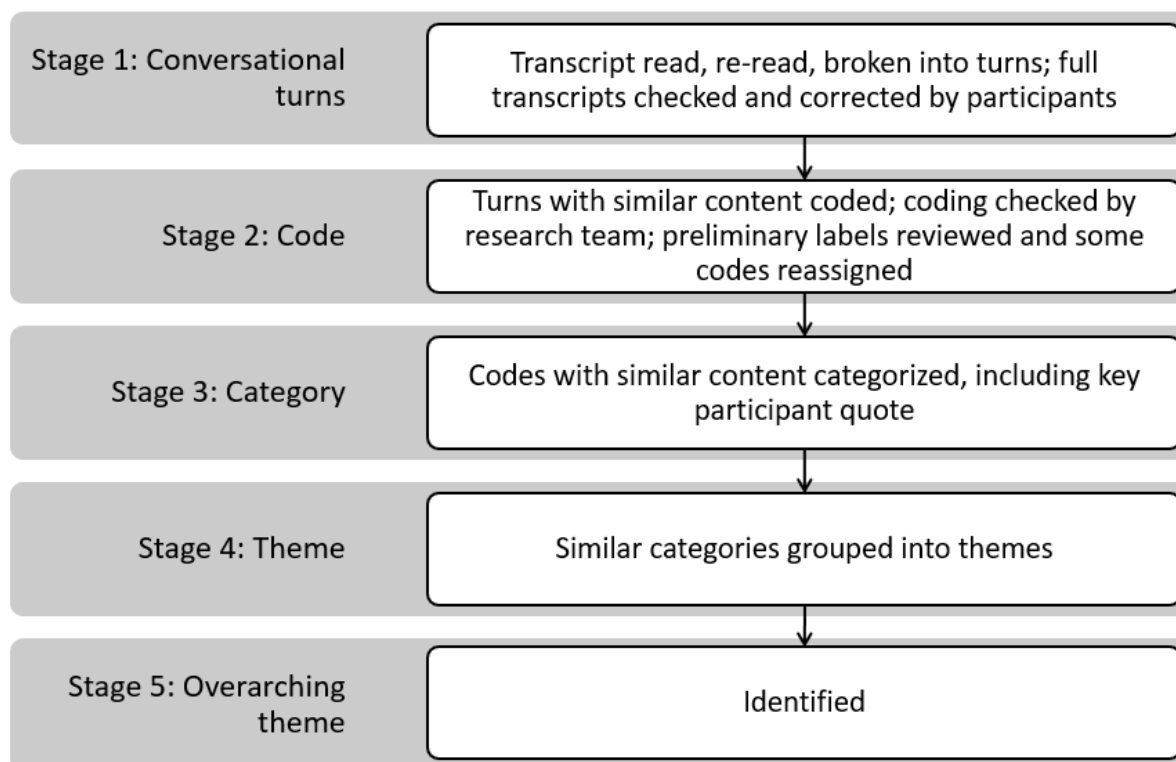 Stage 1: Conversational
turns
Transcript read, re-read, broken into turns; full
transcripts checked and corrected by participants
Stage 2: Code
Turns with similar content coded; coding checked by
research team; preliminary labels reviewed and some
codes reassigned
Stage 3: Category
Codes with similar content categorized, including key
participant quote
Stage 4: Theme
Similar categories grouped into themes
Stage 5: Overarching
theme
Identified